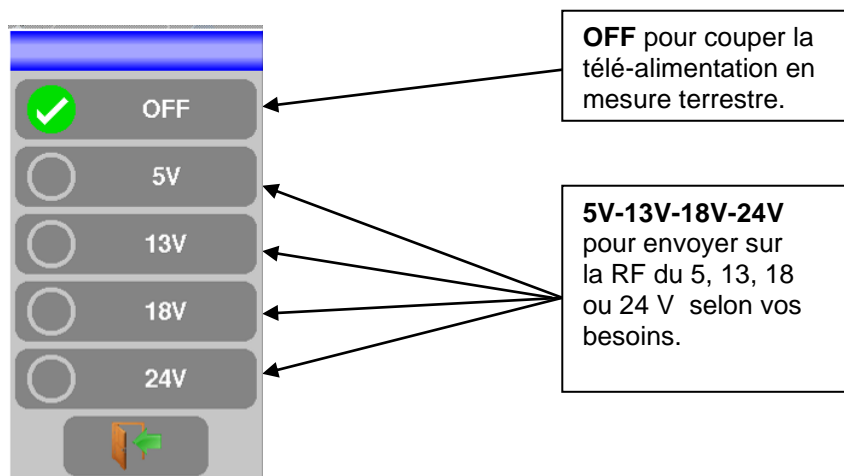 OFF
5V
13V
18V
24V
OFF pour couper la
télé-alimentation en
mesure terrestre.
5V-13V-18V-24V
pour envoyer sur
la RF du 5, 13, 18
ou 24 V  selon vos
besoins.